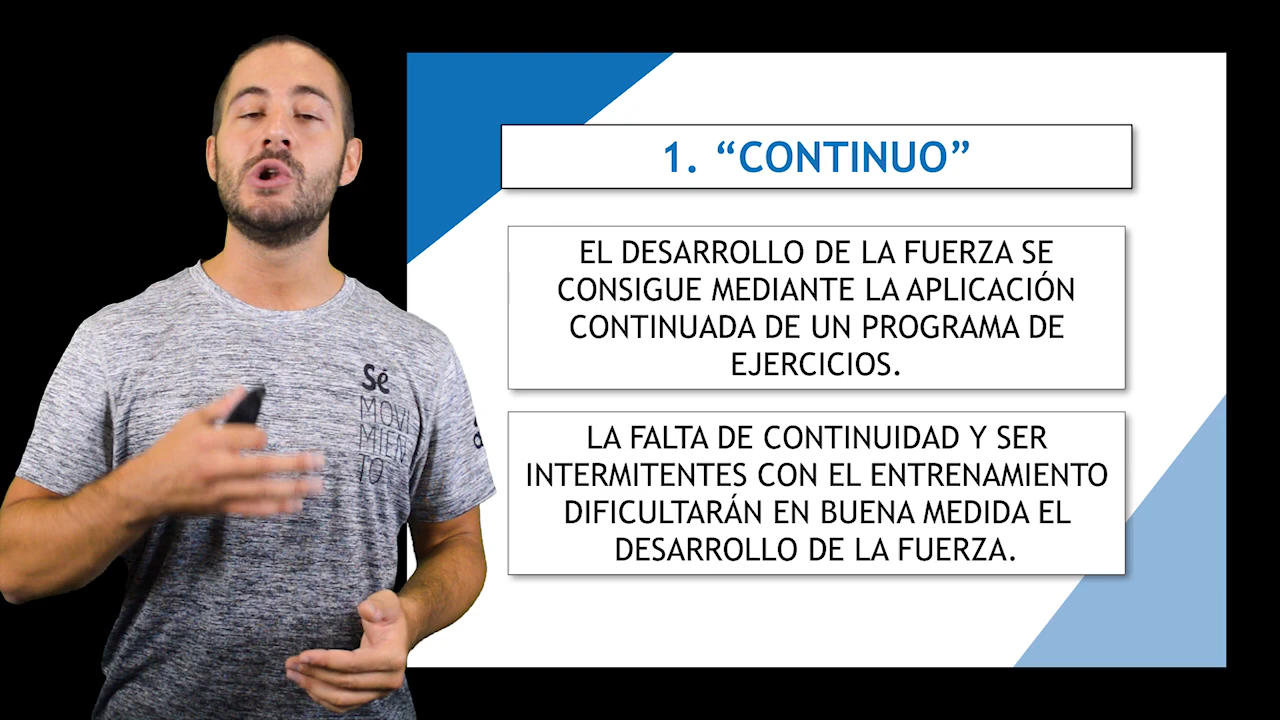 1. “CONTINUO”
EL DESARROLLO DE LA FUERZA SE
CONSIGUE MEDIANTE LA APLICACIÓN
CONTINUADA DE UN PROGRAMA DE
EJERCICIOS.
LA FALTA DE CONTINUIDAD Y SER
INTERMITENTES CON EL ENTRENAMIENTO
DIFICULTARÁN EN BUENA MEDIDA EL
DESARROLLO DE LA FUERZA.
Sé
MOVI
MIEN
TO